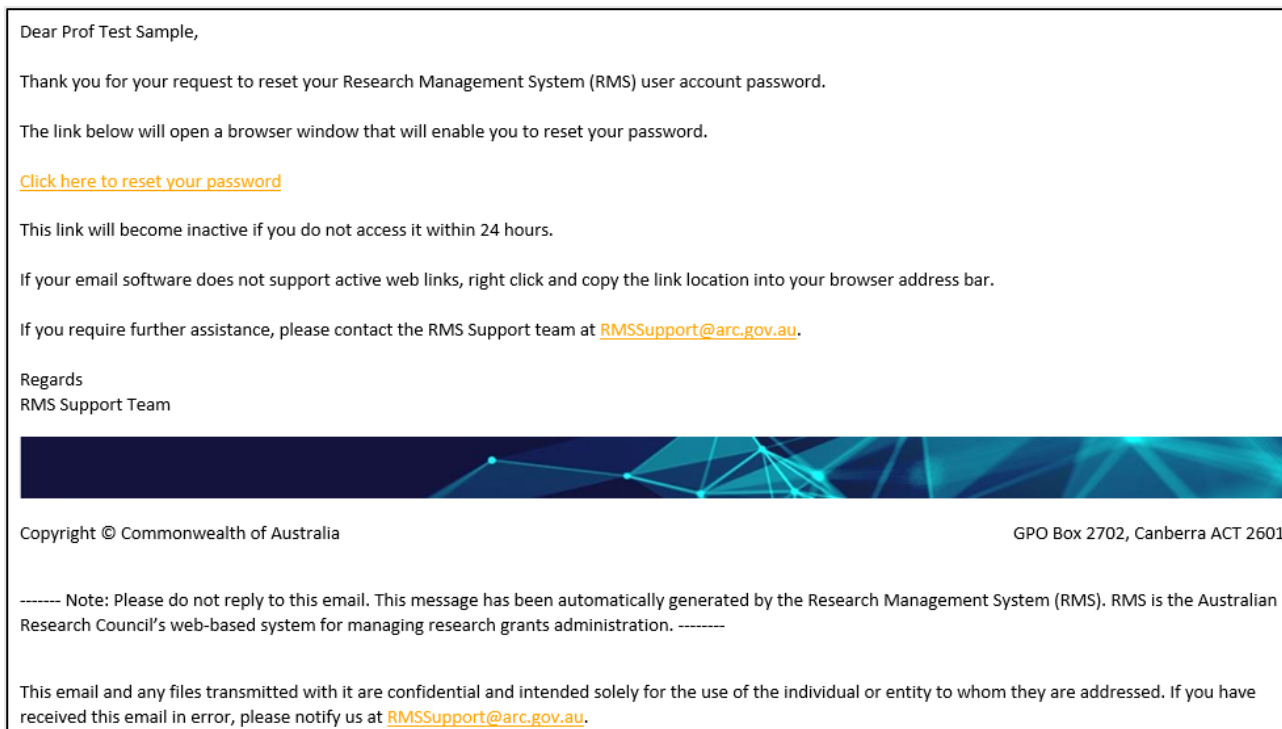 Dear Prof Test Sample,
Thank you for your request to reset your Research Management System (RMS) user account password.
The link below will open a browser window that will enable you to reset your password.
Click here to reset your password
This link will become inactive if you do not access it within 24 hours.
If your email software does not support active web links, right click and copy the link location into your browser address bar.
If you require further assistance, please contact the RMS Support team at RMSSupport@arc.gov.au.
Regards
RMS Support Team
Copyright © Commonwealth of Australia GPO Box 2702, Canberra ACT 2601
------- Note: Please do not reply to this email. This message has been automatically generated by the Research Management System (RMS). RMS is the Australian
Research Council’s web-based system for managing research grants administration. --------
This email and any files transmitted with it are confidential and intended solely for the use of the individual or entity to whom they are addressed. If you have
received this email in error, please notify us at RMSSupport@arc.gov.au.